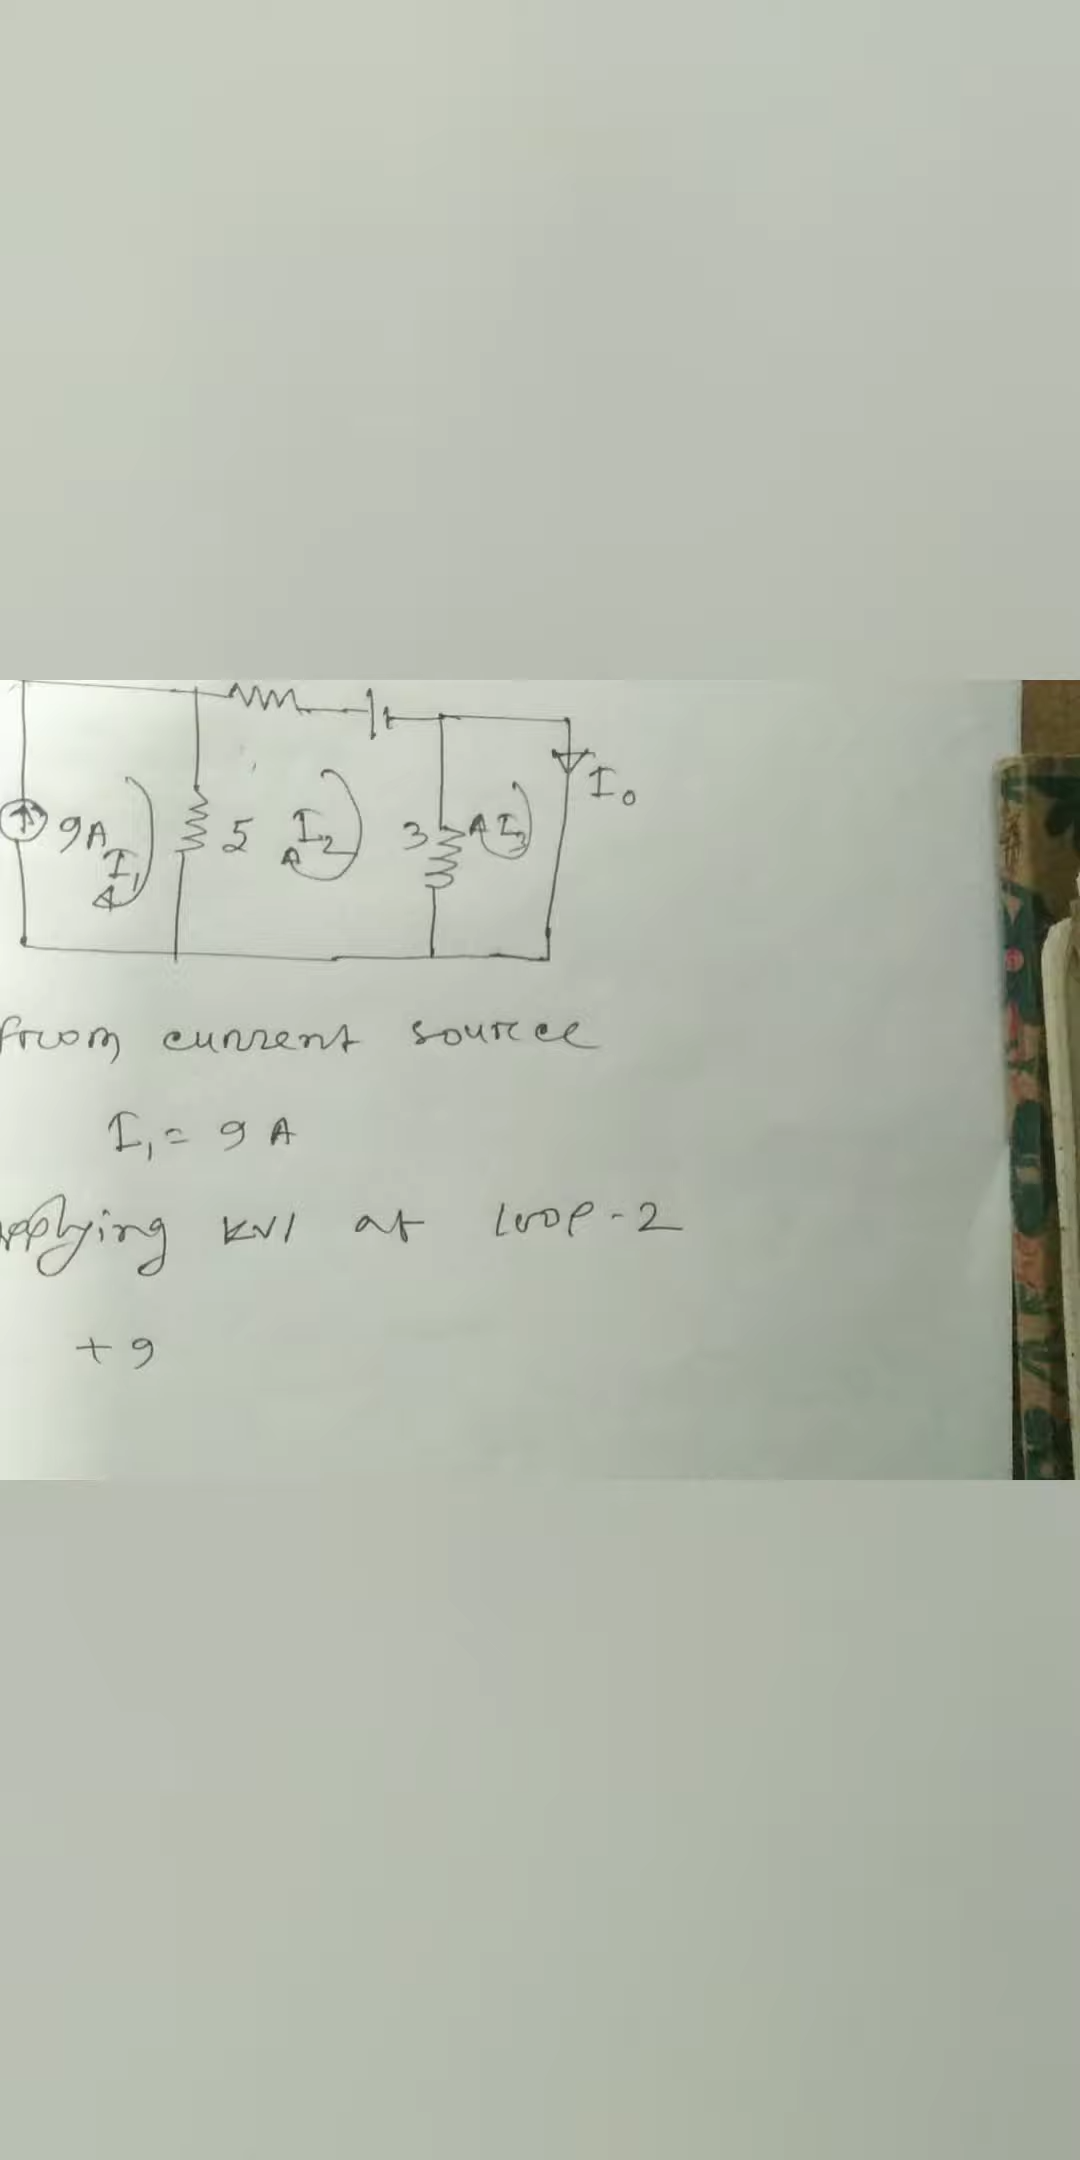 9A
I₁
5
I₂
3
I₃
I₀
from current source
I₁ = 9 A
applying KVl at loop-2
+ 9